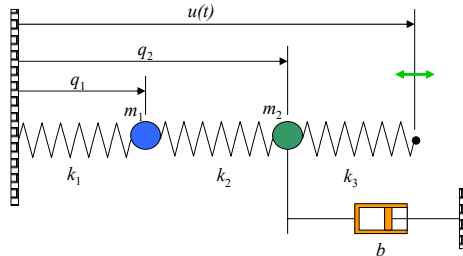 u(t)
q₂
q₁
m₁ m₂
k₁ k₂ k₃
b